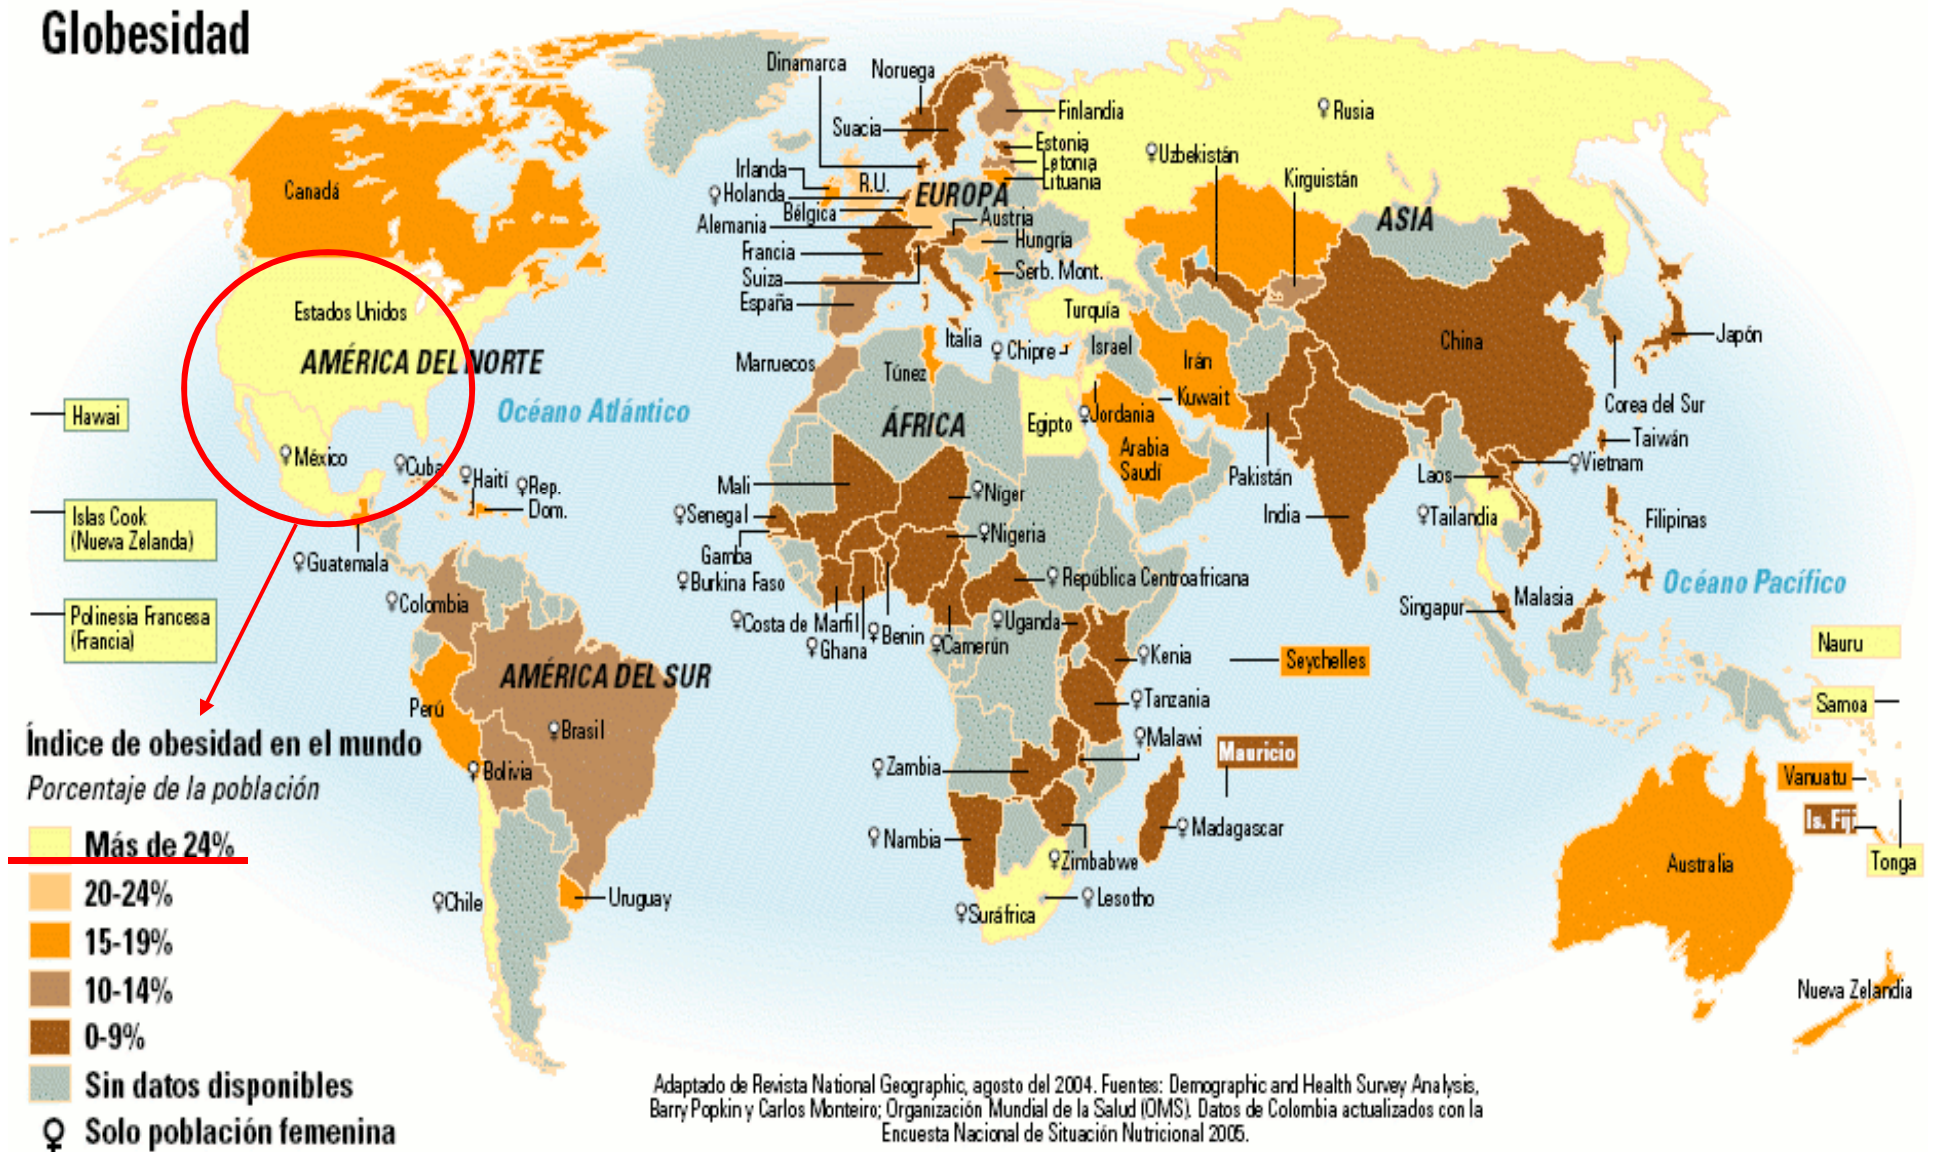 Globesidad
Dinamarca
Noruega
Suacia
Finlandia
Estonia
Letonia
Lituania
Irlanda
R.U.
♀Holanda
EUROPA
Bélgica
Austria
Alemania
Hungría
Francia
Suiza
Serb. Mont.
España
Italia
♀Chipre
Turquía
Israel
♀Rusia
♀Uzbekistán
Kirguistán
ASIA
Canadá
Estados Unidos
AMÉRICA DEL NORTE
Océano Atlántico
Hawai
♀México
♀Cuba
♀Haití
♀Rep.
Dom.
Islas Cook
(Nueva Zelanda)
♀Guatemala
Polinesia Francesa
(Francia)
♀Colombia
AMÉRICA DEL SUR
Perú
♀Brasil
♀Bolivia
♀Chile
Uruguay
Marruecos
Túnez
ÁFRICA
Egipto
♀Jordania
Irán
Kuwait
Arabia
Saudí
Mali
♀Niger
♀Senegal
♀Nigeria
Gamba
♀Burkina Faso
♀República Centroafricana
♀Costa de Marfil
♀Ghana
♀Benin
♀Camerún
♀Uganda
♀Kenia
♀Tanzania
♀Malawi
♀Zambia
Mauricio
♀Nambia
♀Madagascar
♀Zimbabwe
♀Lesotho
♀Suráfrica
Seychelles
China
Japón
Corea del Sur
Taiwán
♀Vietnam
Laos
Pakistán
India
♀Tailandia
Filipinas
Océano Pacífico
Singapur
Malasia
Nauru
Samoa
Vanuatu
Is. Fiji
Tonga
Australia
Nueva Zelandia
Índice de obesidad en el mundo
Porcentaje de la población
Más de 24%
20-24%
15-19%
10-14%
0-9%
Sin datos disponibles
♀ Solo población femenina
Adaptado de Revista National Geographic, agosto del 2004. Fuentes: Demographic and Health Survey Analysis,
Barry Popkin y Carlos Monteiro; Organización Mundial de la Salud (OMS). Datos de Colombia actualizados con la
Encuesta Nacional de Situación Nutricional 2005.